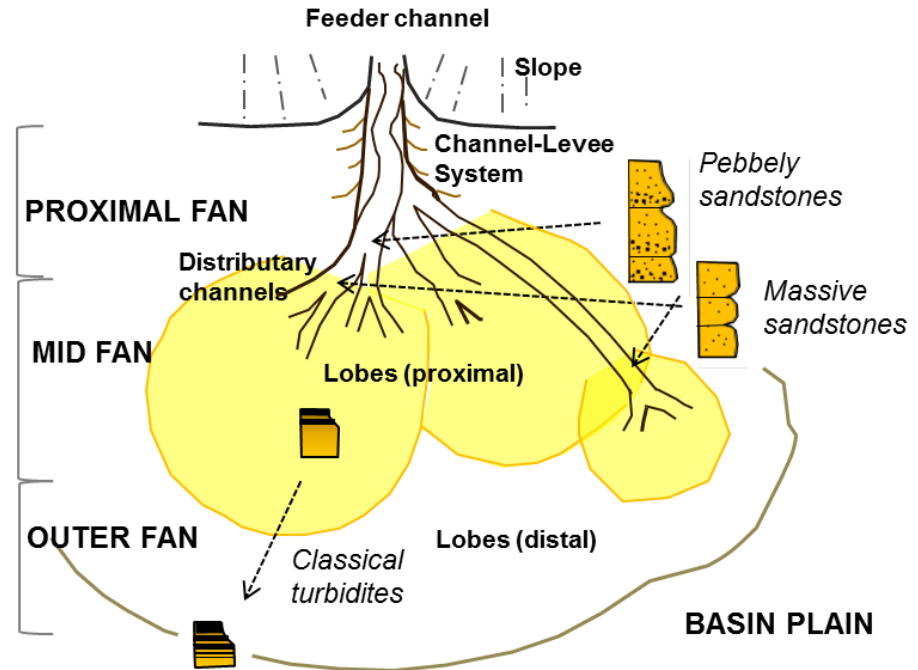 Feeder channel
Slope
Channel-Levee
System
Pebbely
sandstones
PROXIMAL FAN
Distributary
channels
Massive
sandstones
MID FAN
Lobes (proximal)
OUTER FAN
Lobes (distal)
Classical
turbidites
BASIN PLAIN